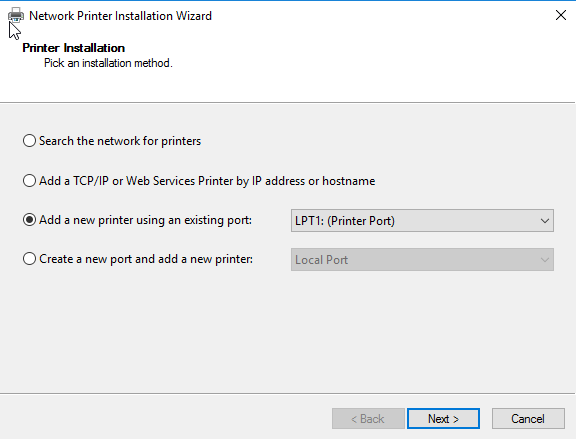 Network Printer Installation Wizard
Printer Installation
Pick an installation method.
Search the network for printers
Add a TCP/IP or Web Services Printer by IP address or hostname
Add a new printer using an existing port: LPT1: (Printer Port)
Create a new port and add a new printer: Local Port
< Back Next > Cancel